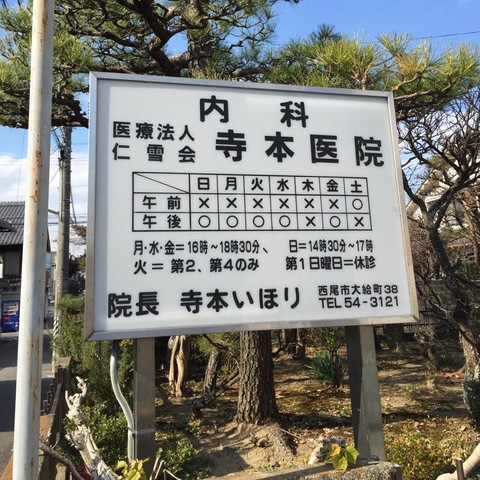 内科
医療法人
仁雪会
寺本医院
日 月 火 水 木 金 土
午前 × × × × × × ○
午後 ○ ○ ○ ○ × ○ ×
月・水・金=16時～18時30分、 日=14時30分～17時
火=第2、第4のみ 第1日曜日=休診
院長 寺本いほり
西尾市大給町38
TEL 54-3121